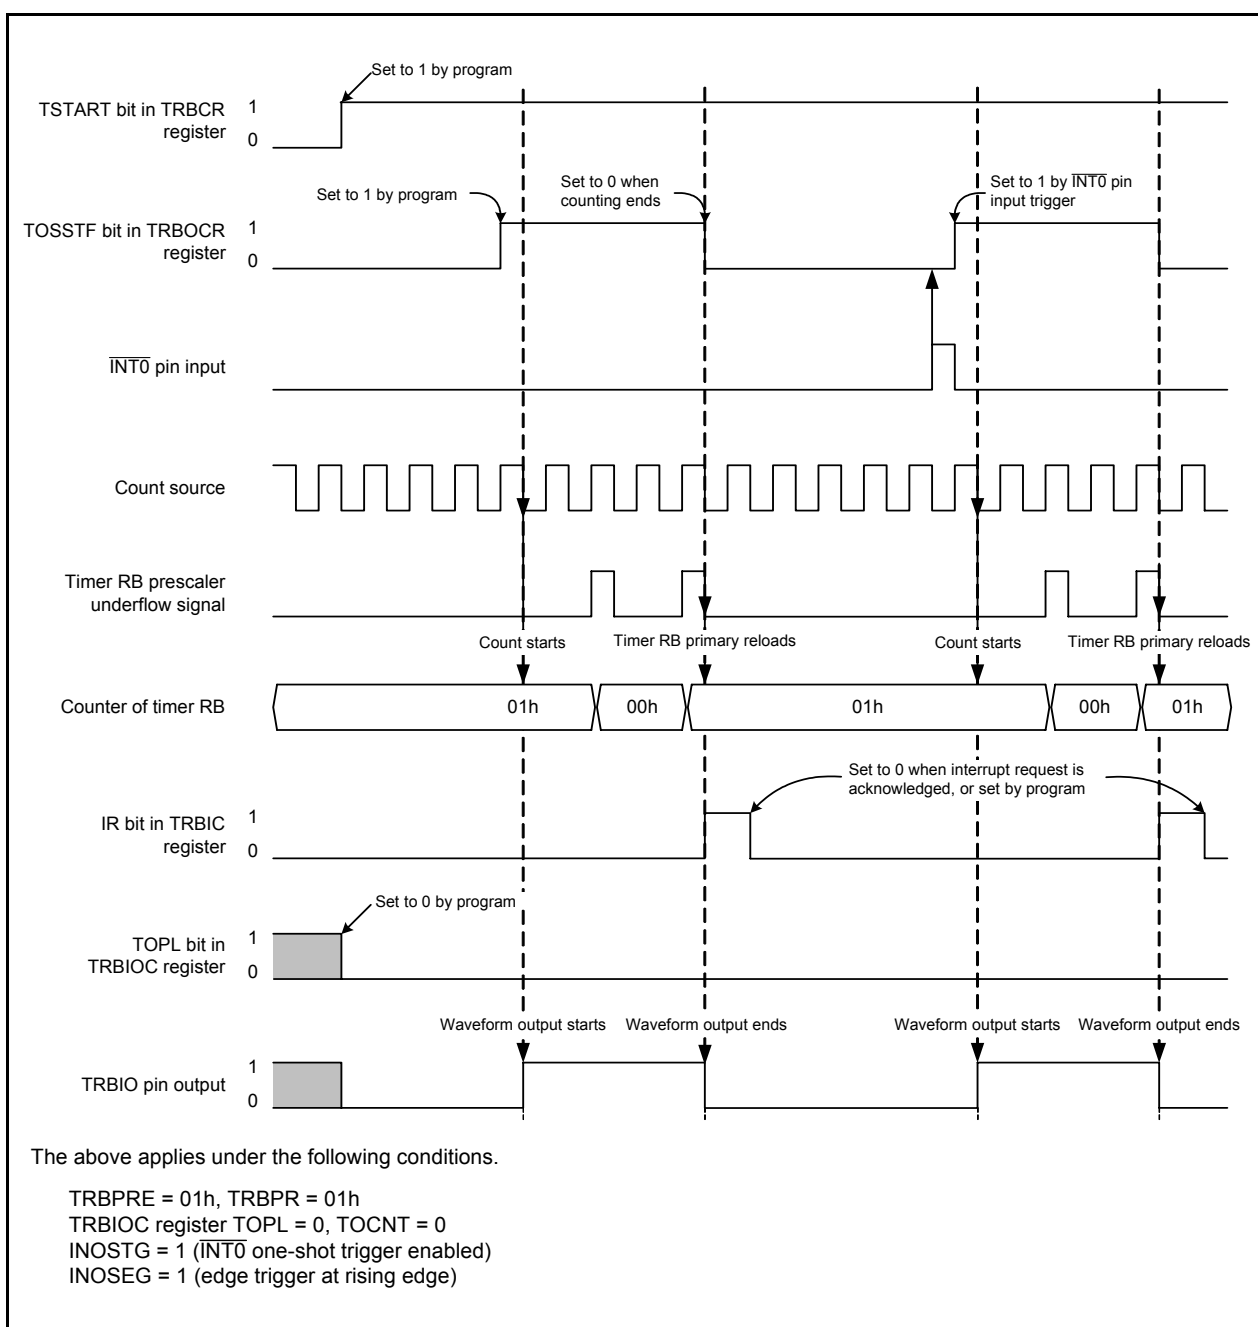 Set to 1 by program
TSTART bit in TRBCR
register
1
0
Set to 1 by program
Set to 0 when
counting ends
Set to 1 by INT0 pin
input trigger
TOSSTF bit in TRBOCR
register
1
0
INT0 pin input
Count source
Timer RB prescaler
underflow signal
Count starts Timer RB primary reloads Count starts Timer RB primary reloads
Counter of timer RB 01h 00h 01h 00h 01h
Set to 0 when interrupt request is
acknowledged, or set by program
IR bit in TRBIC
register
1
0
Set to 0 by program
TOPL bit in
TRBIOC register
1
0
Waveform output starts Waveform output ends Waveform output starts Waveform output ends
TRBIO pin output
1
0
The above applies under the following conditions.
TRBPRE = 01h, TRBPR = 01h
TRBIOC register TOPL = 0, TOCNT = 0
INOSTG = 1 (INT0 one-shot trigger enabled)
INOSEG = 1 (edge trigger at rising edge)